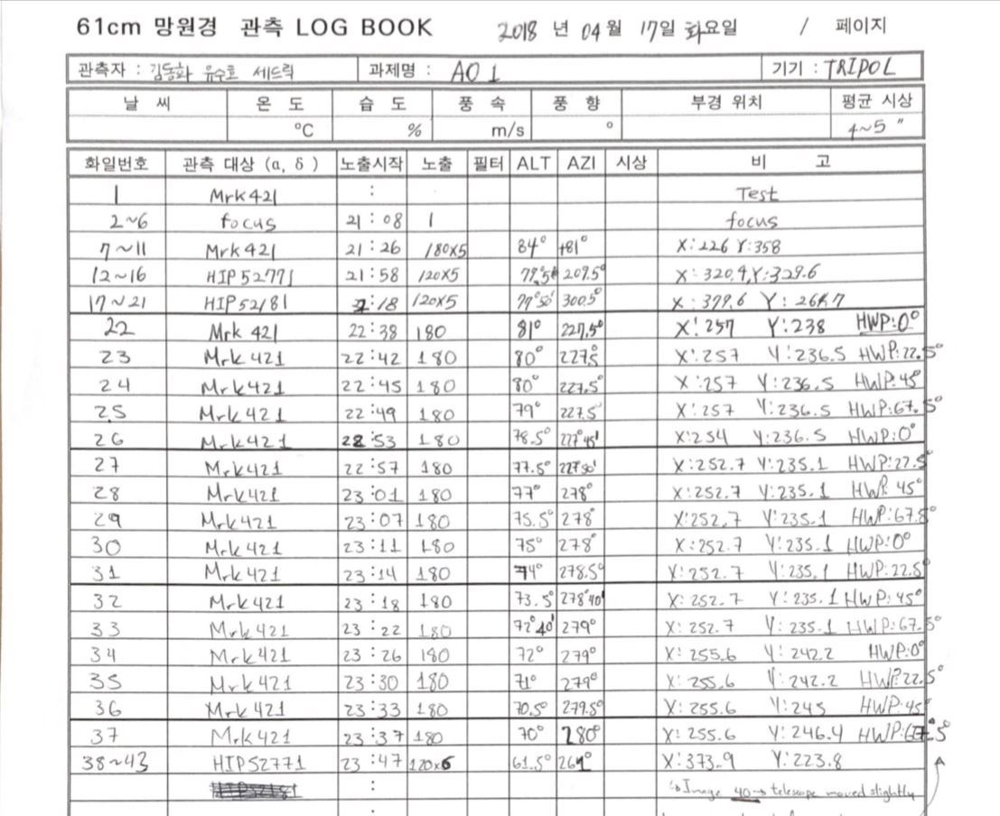 61cm 망원경 관측 LOG BOOK 2018 년 04 월 17일 화요일 / 페이지
관측자 : 김동화 유수호 세드릭 과제명 : AO 1 기기 : TRIPOL
날 씨 온 도 습 도 풍 속 풍 향 부경 위치 평균 시상
°C % m/s ° 4~5 "
화일번호 관측 대상 (α, δ) 노출시작 노출 필터 ALT AZI 시상 비 고
1 Mrk 421 : Test
2~6 focus 21 : 08 1 focus
7~11 Mrk 421 21 : 26 180X5 84° +81° X: 226 Y: 358
12~16 HIP 52771 21 : 58 120X5 209.5° X: 320.4, Y: 329.6
17~21 HIP 52181 :18 120X5 77°50' 300.5° X: 379.6 Y:
22 Mrk 421 22:38 180 81° 227.5° X: 257 Y: 238 HWP: 0°
23 Mrk421 22:42 180 80° 227.5 X: 257 Y: 236.5 HWP: 22.5°
24 Mrk421 22:45 180 80° 227.5° X: 257 Y: 236.5 HWP: 45°
25 Mrk421 22:49 180 79° 227.5° X: 257 Y: 236.5 HWP: 67.5°
26 Mrk421 22:53 180 78.5° 227°45' X: 254 Y: 236.5 HWP: 0°
27 Mrk421 22:57 180 77.5° X: 252.7 Y: 235.1 HWP: 22.5°
28 Mrk421 23:01 180 77° 278° X: 252.7 Y: 235.1 HWP: 45°
29 Mrk421 23:07 180 75.5° 278° X: 252.7 Y: 235.1 HWP: 67.5°
30 Mrk421 23:11 180 75° 278° X: 252.7 Y: 235.1 HWP: 0°
31 Mrk421 23:14 180 74° 278.5° X: 252.7 Y: 235.1 HWP: 22.5°
32 Mrk421 23:18 180 73.5° 278°40' X: 252.7 Y: 235.1 HWP: 45°
33 Mrk421 23:22 180 72°40' 279° X: 252.7 Y: 235.1 HWP: 67.5°
34 Mrk421 23:26 180 72° 279° X: 255.6 Y: 242.2 HWP: 0°
35 Mrk421 23:30 180 71° 279° X: 255.6 Y: 242.2 HWP: 22.5°
36 Mrk421 23:33 180 70.5° 279.5° X: 255.6 Y: 245 HWP: 45°
37 Mrk421 23:37 180 70° 280° X: 255.6 Y: 246.4 HWP: 67.5°
38~43 HIP52771 23:47 120x6 61.5° 261° X: 373.9 Y: 223.8
HIP52181 : ↳ Image 40 → telescope moved slightly